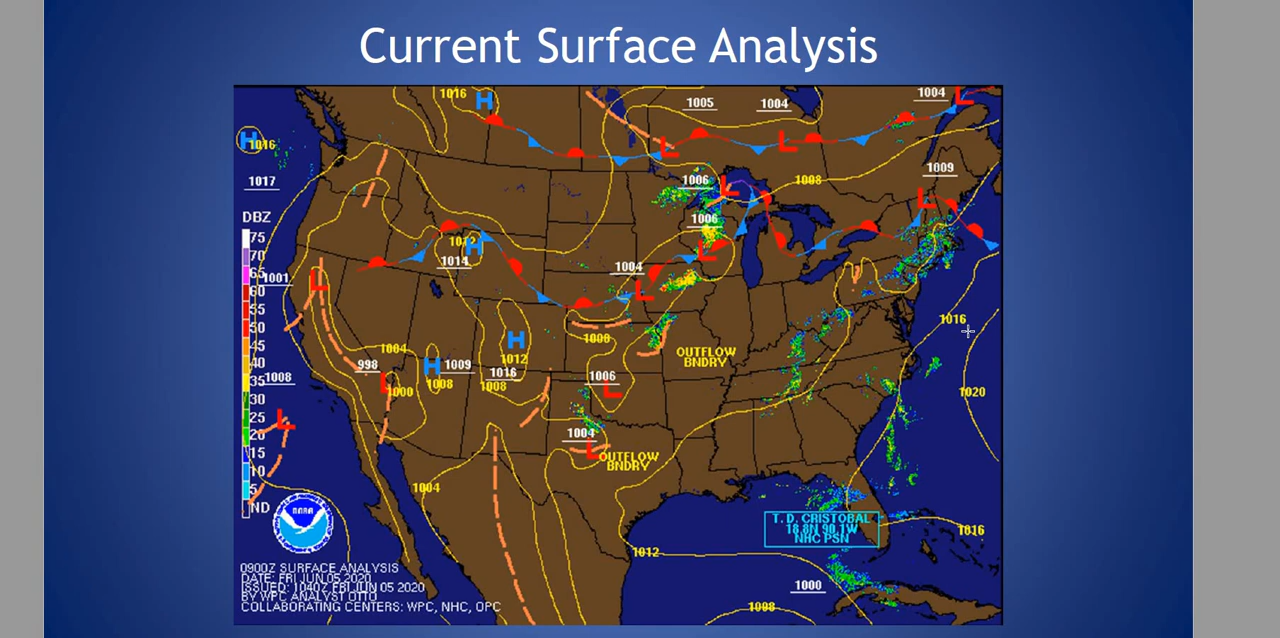 Current Surface Analysis
1016
H
1005
1004
1004
L
H
1016
L
L
1009
1017
1006
L
1008
L
DBZ
75
70
65
60
55
50
45
40
35
30
25
20
15
10
5
ND
1006
1012
H
1014
1004
L
L
1001
L
1016
1008
H
1012
OUTFLOW
BNDRY
1004
998
H
1009
1016
1006
L
1008
L
1000
1008
1008
1020
L
1004
L
OUTFLOW
BNDRY
1004
NOAA
T. D. CRISTOBAL
18.8N 90.1W
NHC PSN
1016
1012
0900Z SURFACE ANALYSIS
DATE: FRI JUN 05 2020
ISSUED: 1040Z FRI JUN 05 2020
BY WPC ANALYST OTTO
COLLABORATING CENTERS: WPC, NHC, OPC
1000
1008